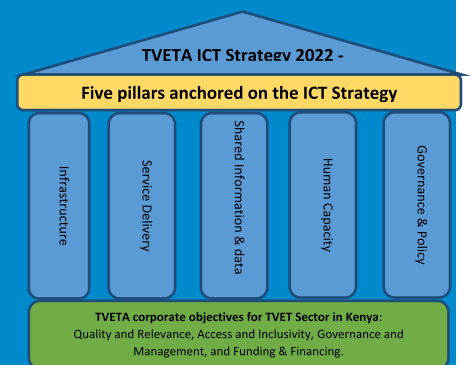 TVETA ICT Strategy 2022 -
Five pillars anchored on the ICT Strategy
Infrastructure
Service Delivery
Shared Information & data
Human Capacity
Governance & Policy
TVETA corporate objectives for TVET Sector in Kenya:
Quality and Relevance, Access and Inclusivity, Governance and
Management, and Funding & Financing.